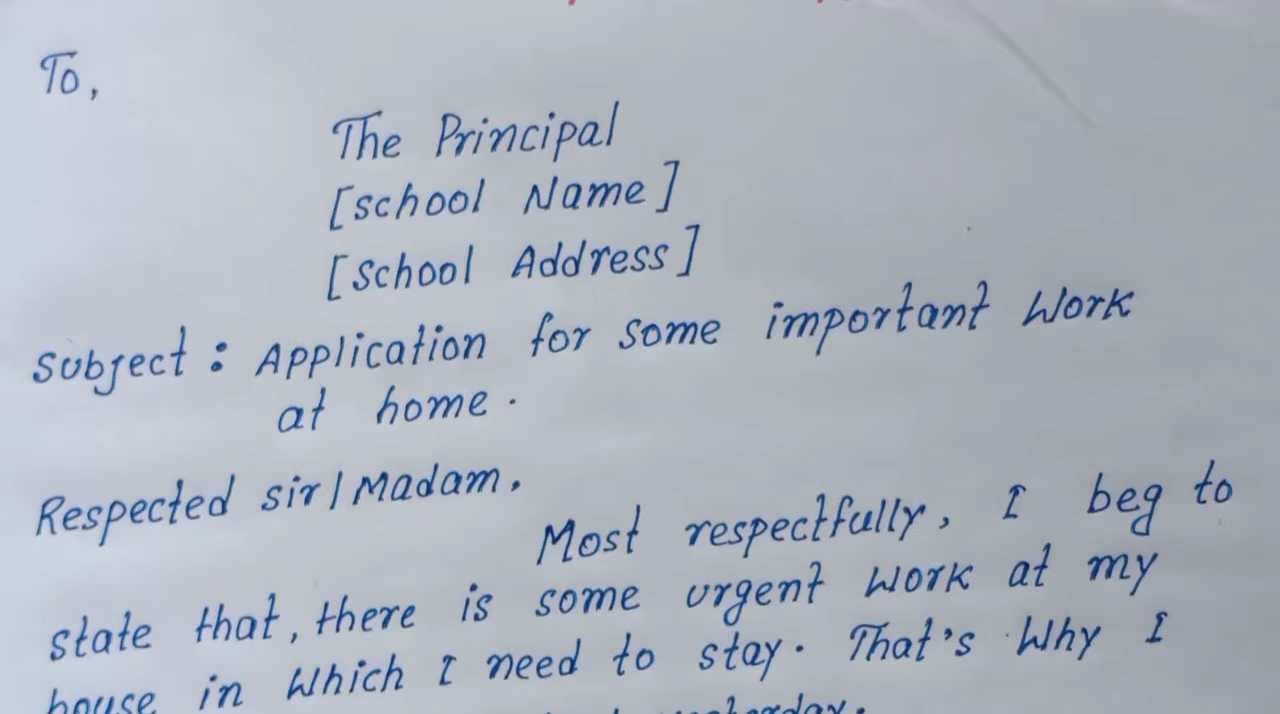 To,
The Principal
[school Name]
[School Address]
Subject : Application for some important work
at home.
Respected sir/Madam,
Most respectfully, I beg to
state that, there is some urgent work at my
house in which I need to stay. That's why I
yesterday.